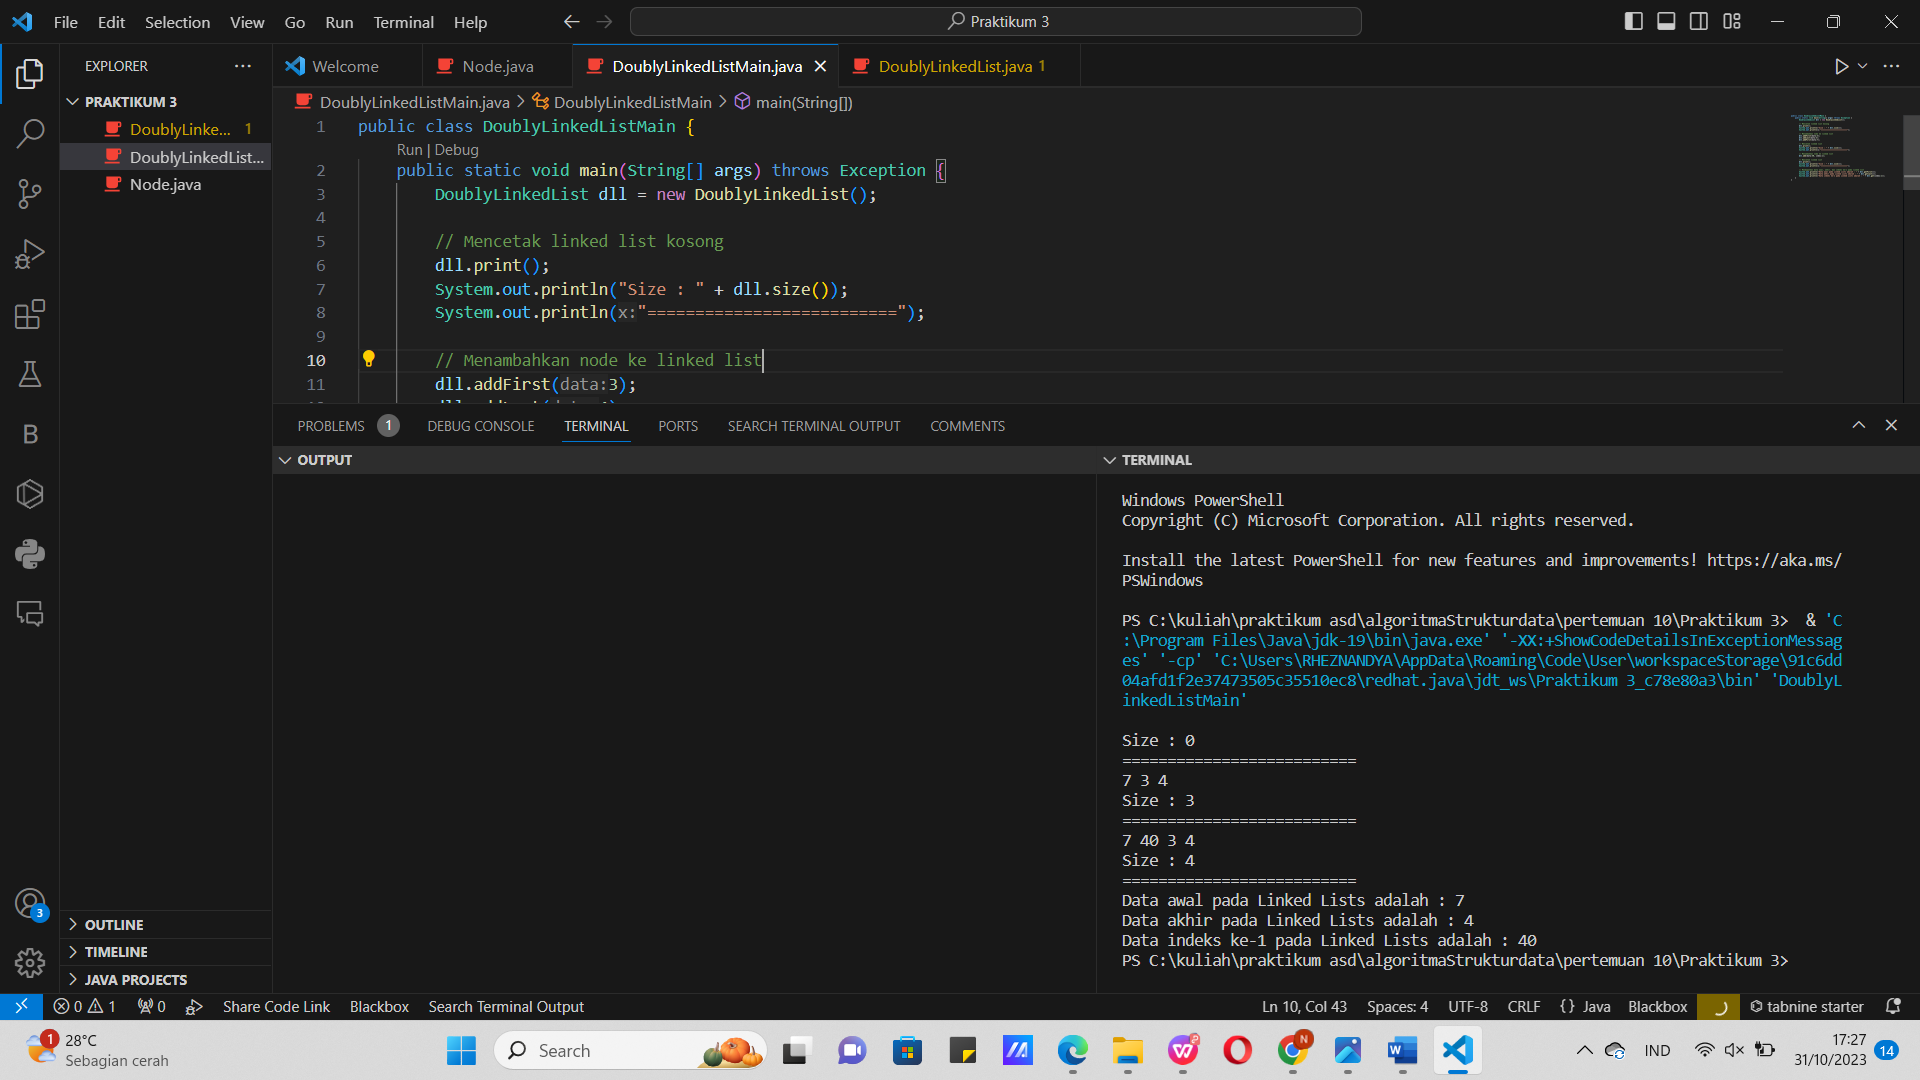 File Edit Selection View Go Run Terminal Help
Praktikum 3
EXPLORER
PRAKTIKUM 3
DoublyLinke... 1
DoublyLinkedList...
Node.java
OUTLINE
TIMELINE
JAVA PROJECTS
Welcome Node.java DoublyLinkedListMain.java DoublyLinkedList.java 1
DoublyLinkedListMain.java > DoublyLinkedListMain > main(String[])
1 public class DoublyLinkedListMain {
Run | Debug
2 public static void main(String[] args) throws Exception {
3 DoublyLinkedList dll = new DoublyLinkedList();
4
5 // Mencetak linked list kosong
6 dll.print();
7 System.out.println("Size : " + dll.size());
8 System.out.println(x:"==========================");
9
10 // Menambahkan node ke linked list
11 dll.addFirst(data:3);
PROBLEMS 1 DEBUG CONSOLE TERMINAL PORTS SEARCH TERMINAL OUTPUT COMMENTS
OUTPUT
TERMINAL
Windows PowerShell
Copyright (C) Microsoft Corporation. All rights reserved.
Install the latest PowerShell for new features and improvements! https://aka.ms/
PSWindows
PS C:\kuliah\praktikum asd\algoritmaStrukturdata\pertemuan 10\Praktikum 3> & 'C
:\Program Files\Java\jdk-19\bin\java.exe' '-XX:+ShowCodeDetailsInExceptionMessag
es' '-cp' 'C:\Users\RHEZNANDYA\AppData\Roaming\Code\User\workspaceStorage\91c6dd
04afd1f2e37473505c35510ec8\redhat.java\jdt_ws\Praktikum 3_c78e80a3\bin' 'DoublyL
inkedListMain'
Size : 0
==========================
7 3 4
Size : 3
==========================
7 40 3 4
Size : 4
==========================
Data awal pada Linked Lists adalah : 7
Data akhir pada Linked Lists adalah : 4
Data indeks ke-1 pada Linked Lists adalah : 40
PS C:\kuliah\praktikum asd\algoritmaStrukturdata\pertemuan 10\Praktikum 3>
3
0 1 0 Share Code Link Blackbox Search Terminal Output Ln 10, Col 43 Spaces: 4 UTF-8 CRLF {} Java Blackbox tabnine starter
1 28°C
Sebagian cerah
Search
IND
17:27
31/10/2023
14